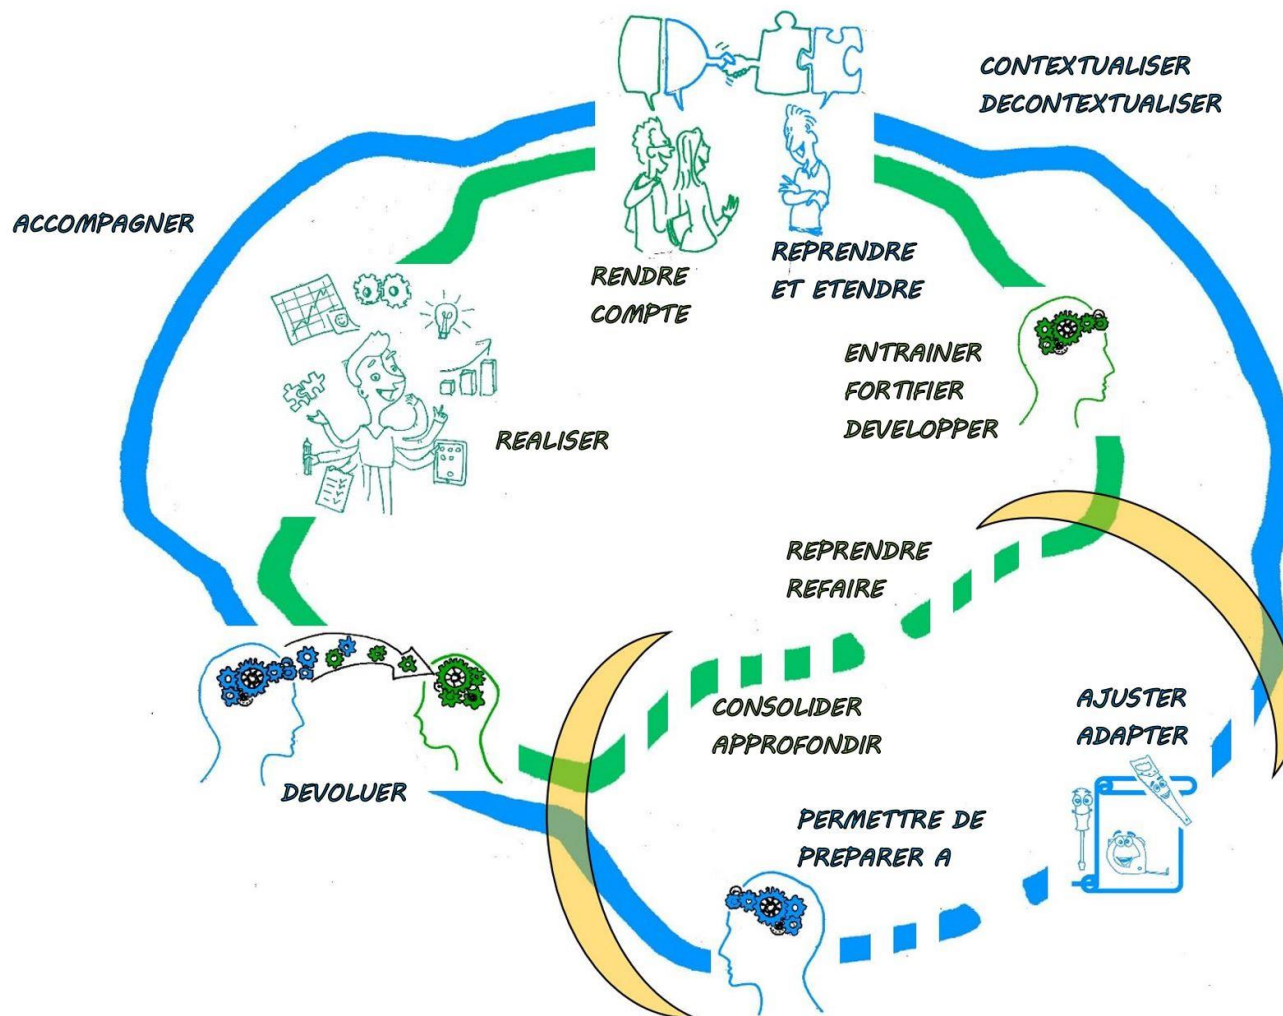 CONTEXTUALISER
DECONTEXTUALISER
ACCOMPAGNER
RENDRE
COMPTE
REPRENDRE
ET ETENDRE
ENTRAINER
FORTIFIER
DEVELOPPER
REALISER
REPRENDRE
REFAIRE
CONSOLIDER
APPROFONDIR
AJUSTER
ADAPTER
DEVOLUER
PERMETTRE DE
PREPARER A